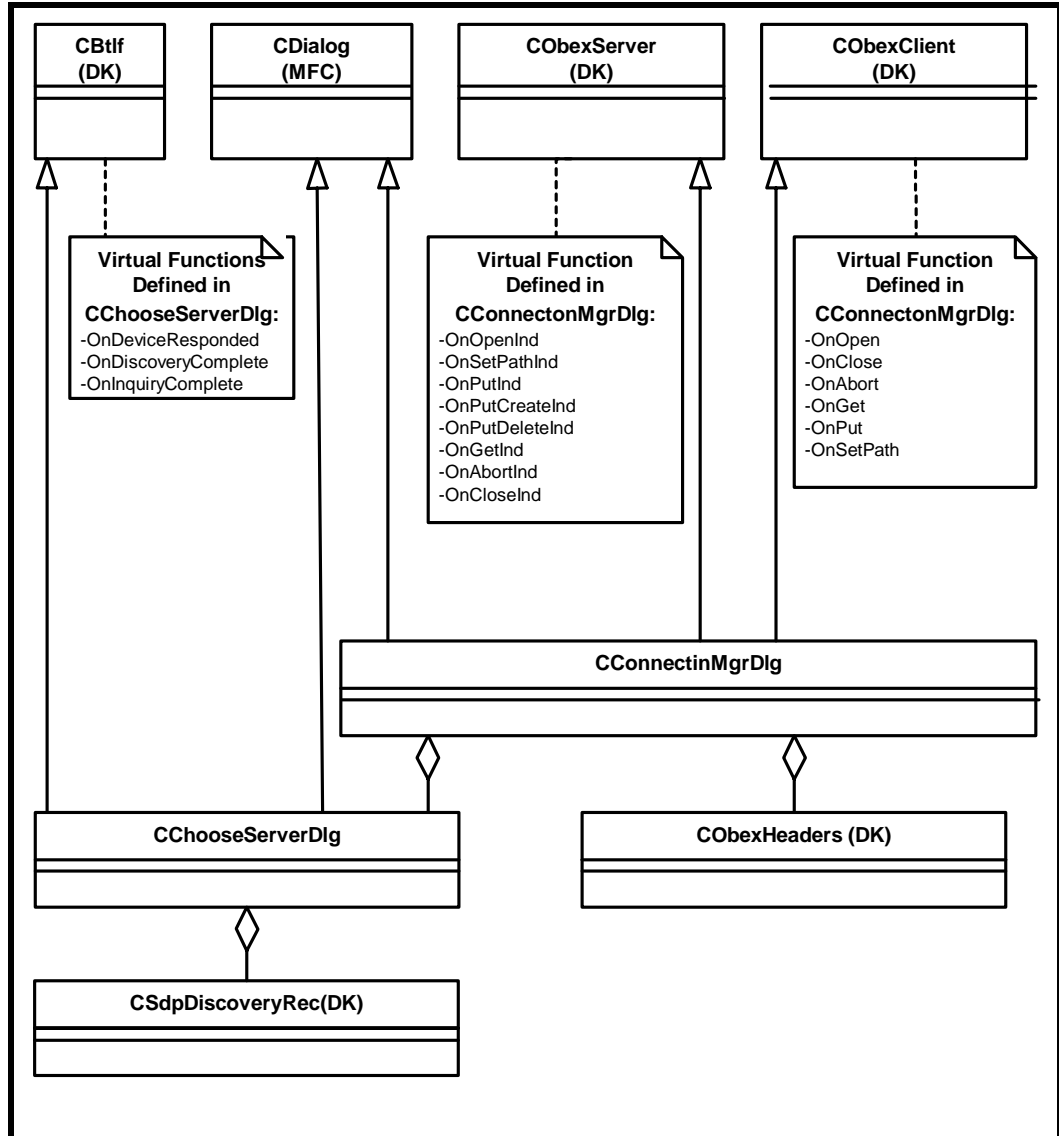 CBtIf
(DK)
CDialog
(MFC)
CObexServer
(DK)
CObexClient
(DK)
Virtual Functions
Defined in
CChooseServerDlg:
-OnDeviceResponded
-OnDiscoveryComplete
-OnInquiryComplete
Virtual Function
Defined in
CConnectonMgrDlg:
-OnOpenInd
-OnSetPathInd
-OnPutInd
-OnPutCreateInd
-OnPutDeleteInd
-OnGetInd
-OnAbortInd
-OnCloseInd
Virtual Function
Defined in
CConnectonMgrDlg:
-OnOpen
-OnClose
-OnAbort
-OnGet
-OnPut
-OnSetPath
CConnectinMgrDlg
CChooseServerDlg
CObexHeaders (DK)
CSdpDiscoveryRec(DK)